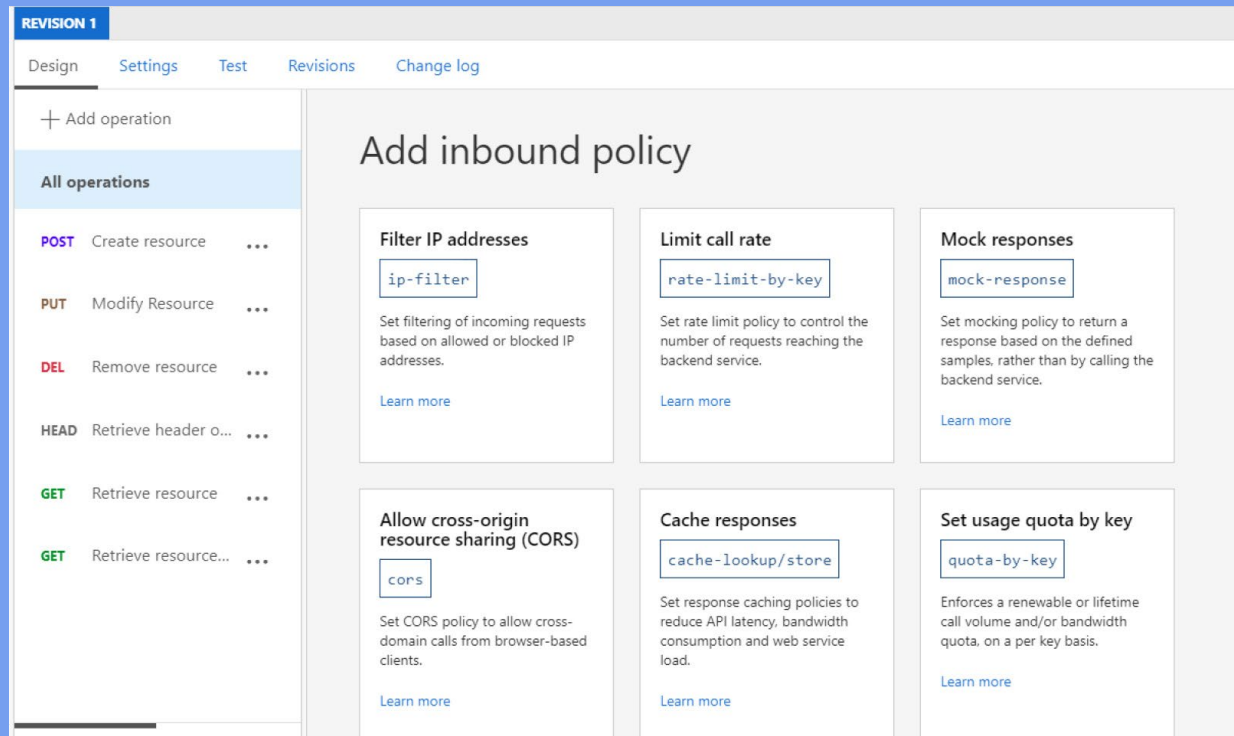 REVISION 1
Design Settings Test Revisions Change log
Add operation
All operations
POST Create resource ...
PUT Modify Resource ...
DEL Remove resource ...
HEAD Retrieve header o... ...
GET Retrieve resource ...
GET Retrieve resource... ...
Add inbound policy
Filter IP addresses
ip-filter
Set filtering of incoming requests
based on allowed or blocked IP
addresses.
Learn more
Limit call rate
rate-limit-by-key
Set rate limit policy to control the
number of requests reaching the
backend service.
Learn more
Mock responses
mock-response
Set mocking policy to return a
response based on the defined
samples, rather than by calling the
backend service.
Learn more
Allow cross-origin
resource sharing (CORS)
cors
Set CORS policy to allow cross-
domain calls from browser-based
clients.
Learn more
Cache responses
cache-lookup/store
Set response caching policies to
reduce API latency, bandwidth
consumption and web service
load.
Learn more
Set usage quota by key
quota-by-key
Enforces a renewable or lifetime
call volume and/or bandwidth
quota, on a per key basis.
Learn more